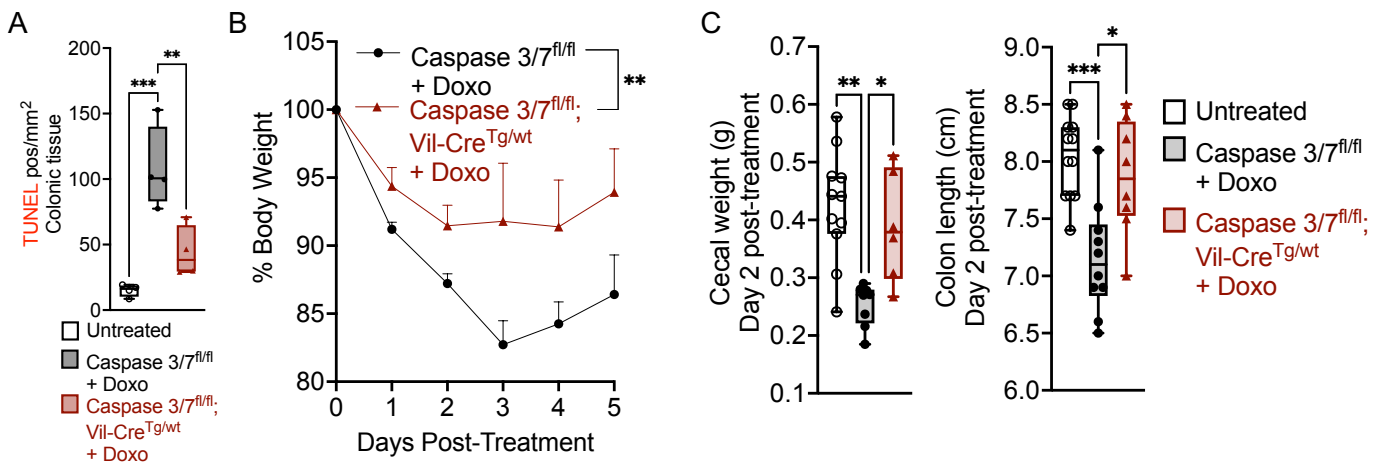 A
TUNEL pos/mm²
Colonic tissue
200
150
100
50
0
***
**
Untreated
Caspase 3/7fl/fl
+ Doxo
Caspase 3/7fl/fl;
Vil-CreTg/wt
+ Doxo
B
% Body Weight
105
100
95
90
85
80
0 1 2 3 4 5
Days Post-Treatment
Caspase 3/7fl/fl
+ Doxo
Caspase 3/7fl/fl;
Vil-CreTg/wt
+ Doxo
**
C
Cecal weight (g)
Day 2 post-treatment
0.7
0.6
0.5
0.4
0.3
0.2
0.1
**
*
Colon length (cm)
Day 2 post-treatment
9.0
8.5
8.0
7.5
7.0
6.5
6.0
***
*
Untreated
Caspase 3/7fl/fl
+ Doxo
Caspase 3/7fl/fl;
Vil-CreTg/wt
+ Doxo